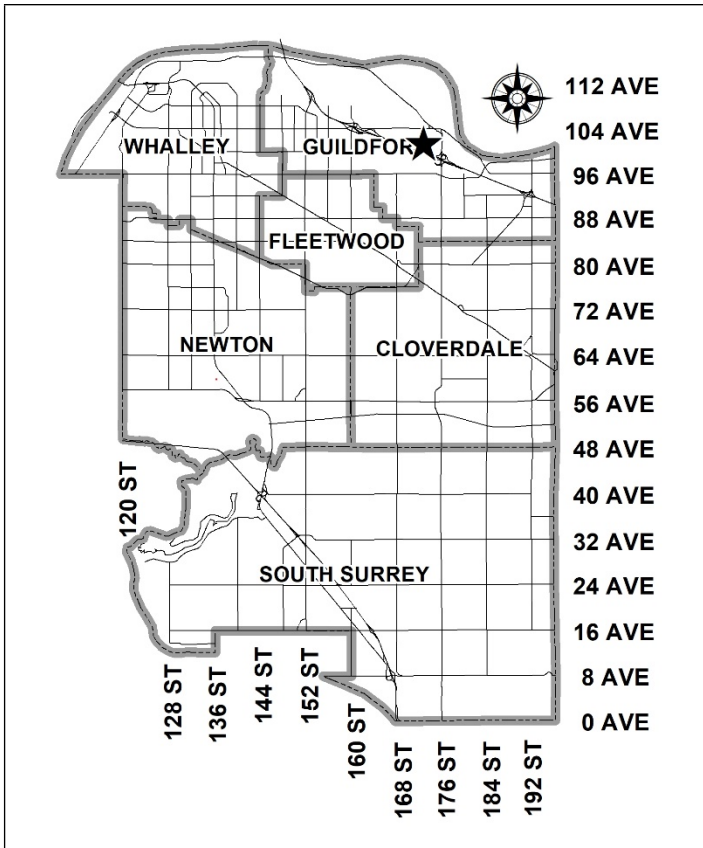 112 AVE
104 AVE
WHALLEY
GUILDFOR
96 AVE
88 AVE
FLEETWOOD
80 AVE
72 AVE
NEWTON
CLOVERDALE
64 AVE
56 AVE
48 AVE
120 ST
40 AVE
32 AVE
SOUTH SURREY
24 AVE
16 AVE
8 AVE
128 ST
136 ST
144 ST
152 ST
160 ST
0 AVE
168 ST
176 ST
184 ST
192 ST